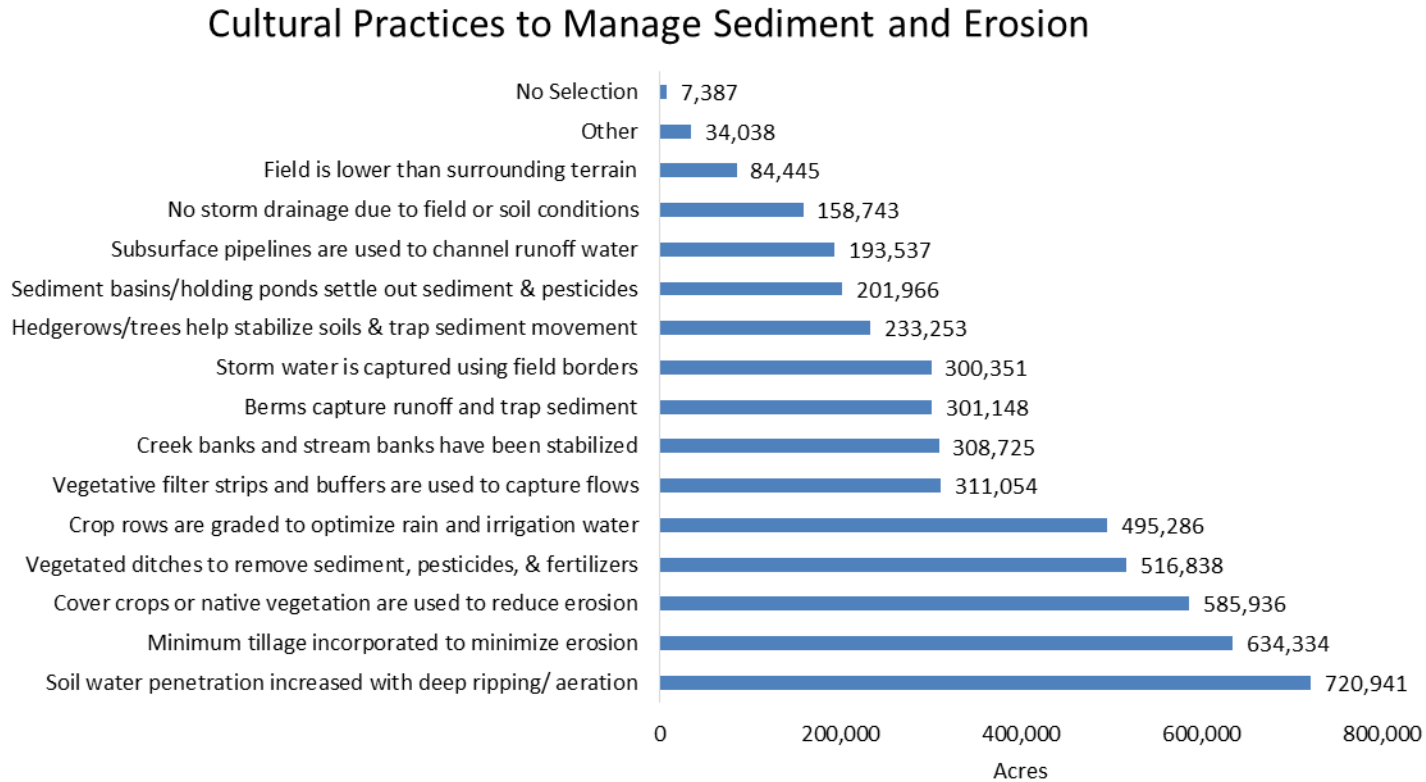 Cultural Practices to Manage Sediment and Erosion
No Selection 7,387
Other 34,038
Field is lower than surrounding terrain 84,445
No storm drainage due to field or soil conditions 158,743
Subsurface pipelines are used to channel runoff water 193,537
Sediment basins/holding ponds settle out sediment & pesticides 201,966
Hedgerows/trees help stabilize soils & trap sediment movement 233,253
Storm water is captured using field borders 300,351
Berms capture runoff and trap sediment 301,148
Creek banks and stream banks have been stabilized 308,725
Vegetative filter strips and buffers are used to capture flows 311,054
Crop rows are graded to optimize rain and irrigation water 495,286
Vegetated ditches to remove sediment, pesticides, & fertilizers 516,838
Cover crops or native vegetation are used to reduce erosion 585,936
Minimum tillage incorporated to minimize erosion 634,334
Soil water penetration increased with deep ripping/ aeration 720,941
0 200,000 400,000 600,000 800,000
Acres